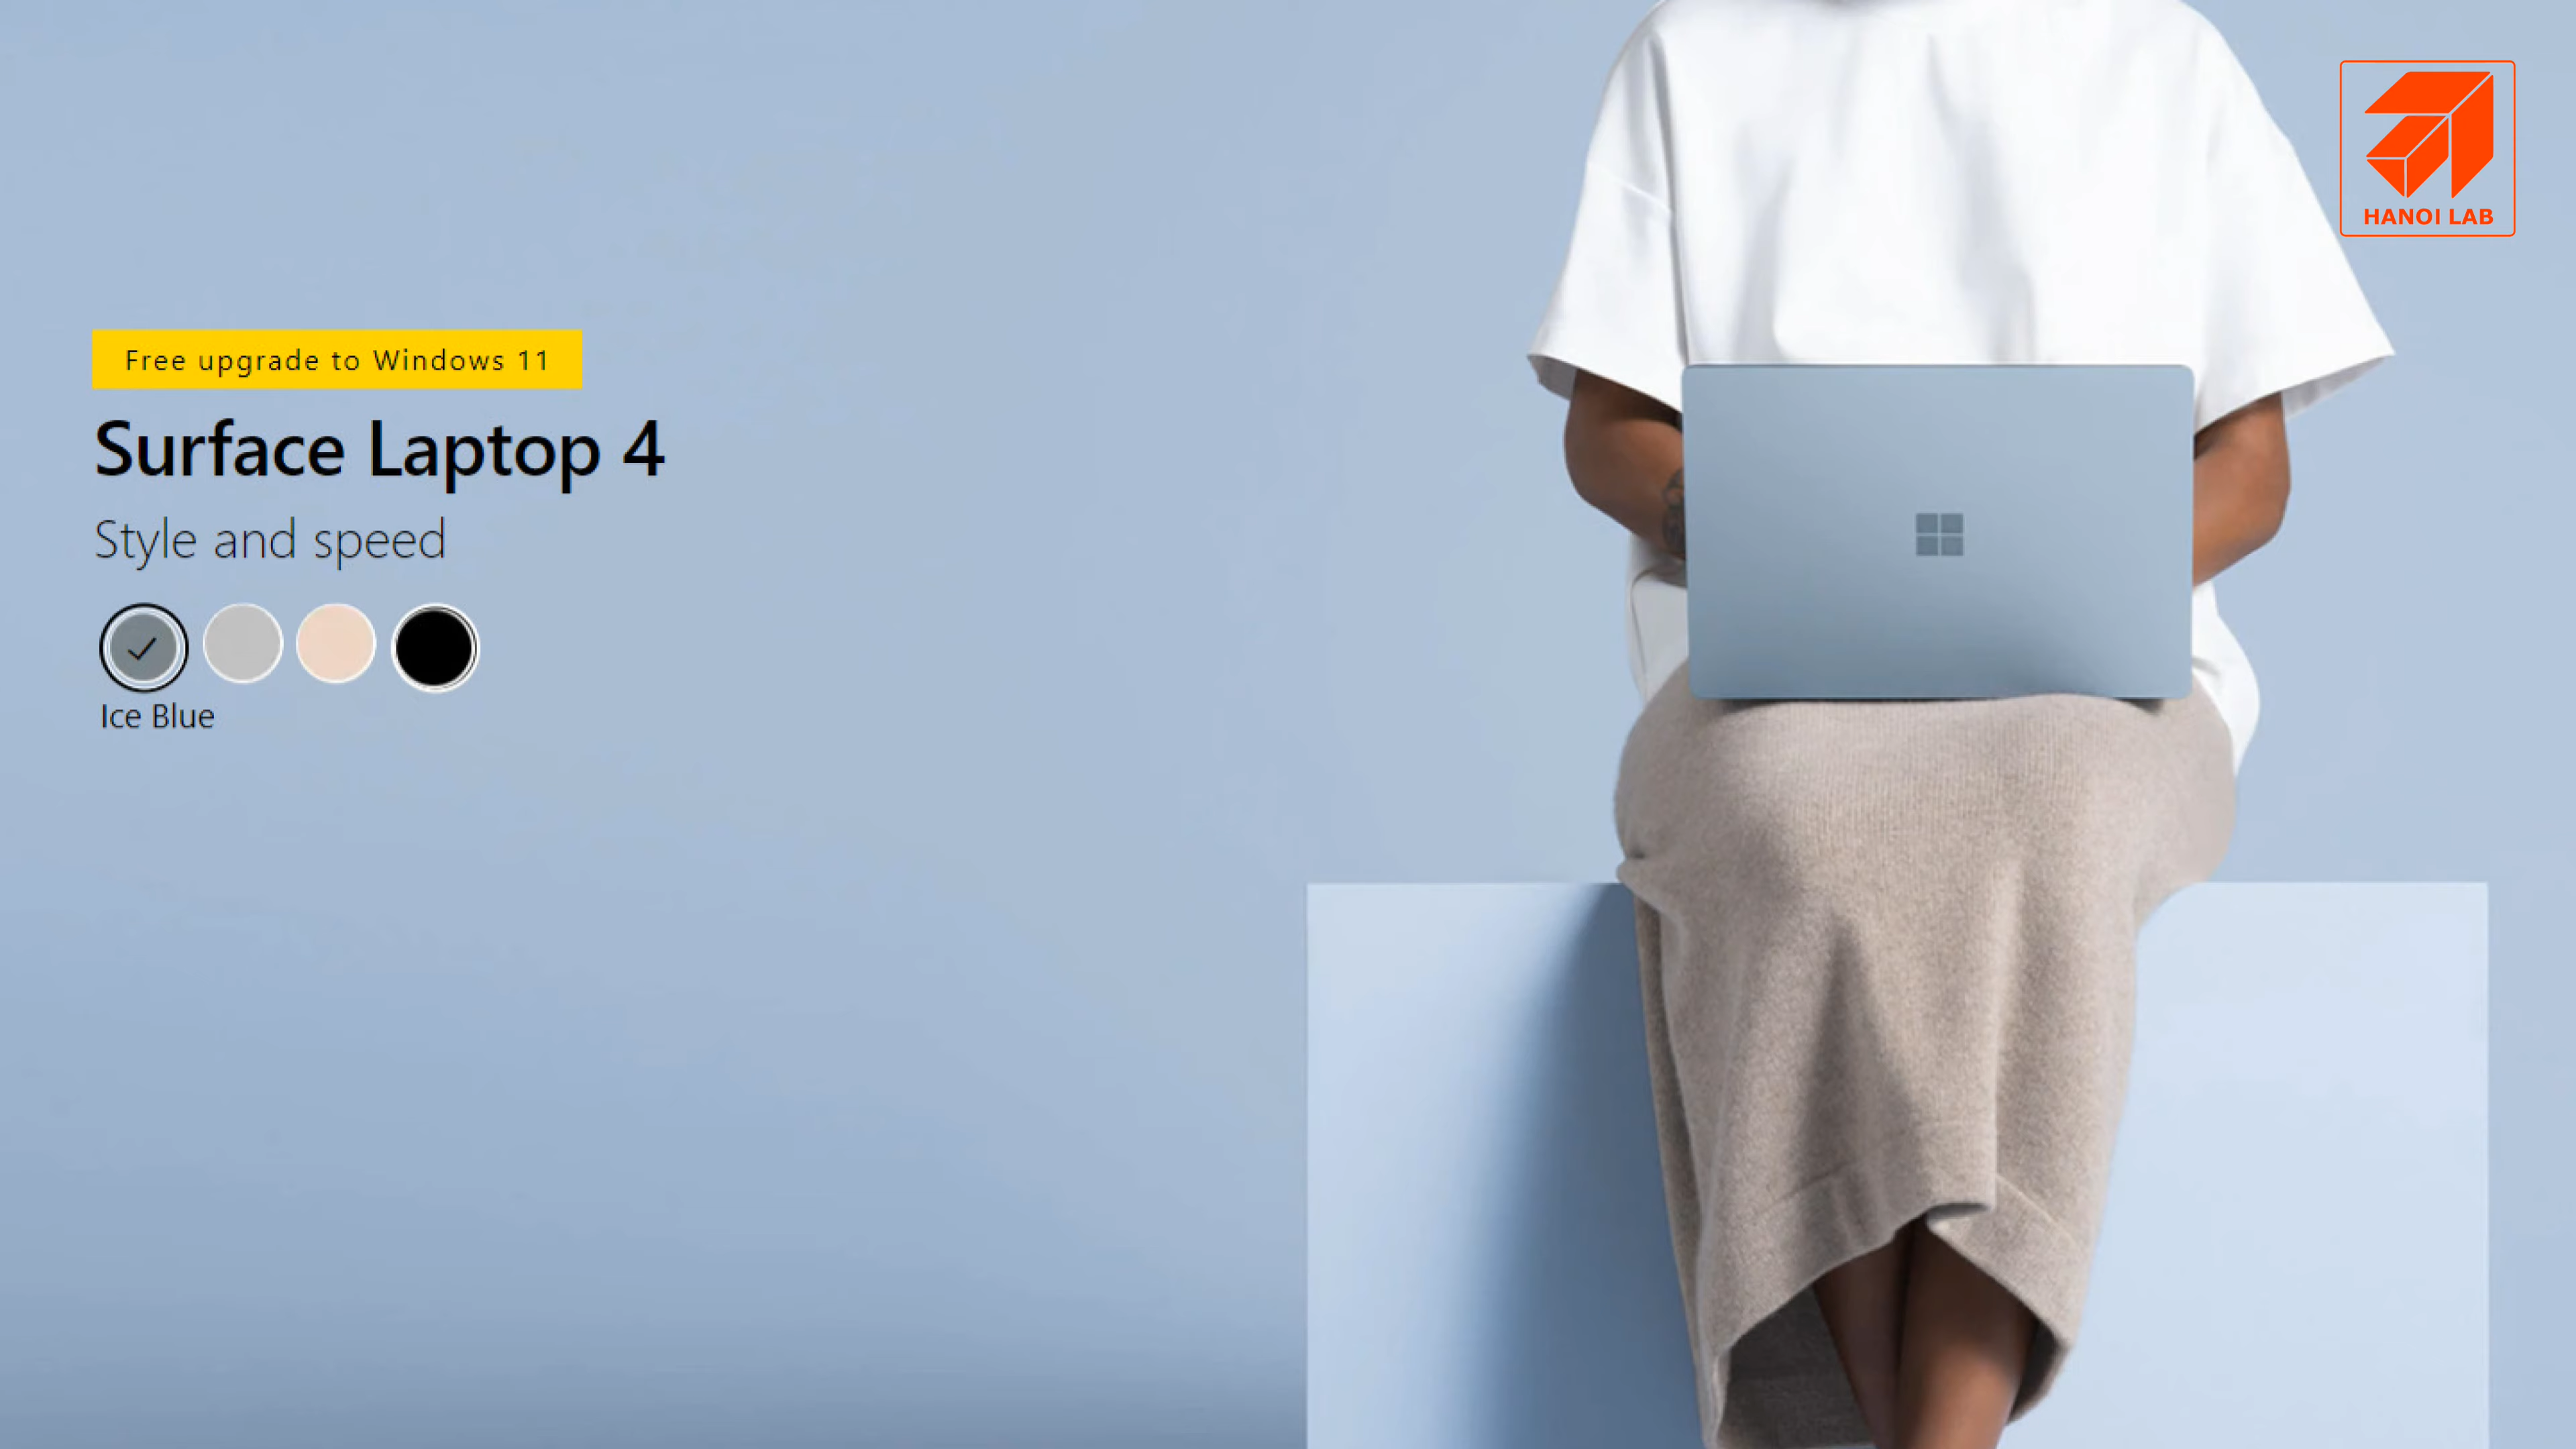 HANOI LAB
Free upgrade to Windows 11
Surface Laptop 4
Style and speed
Ice Blue